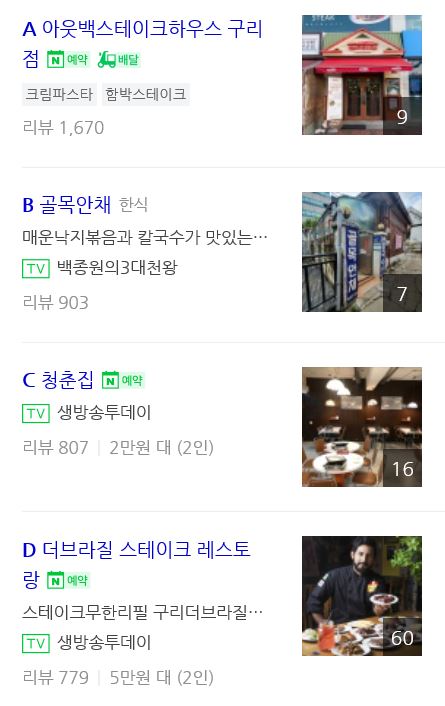 A 아웃백스테이크하우스 구리
점 N 예약 배달
크림파스타 함박스테이크
리뷰 1,670
STEAK
9
B 골목안채 한식
매운낙지볶음과 칼국수가 맛있는…
TV 백종원의3대천왕
리뷰 903
골목안채
7
C 청춘집 N 예약
TV 생방송투데이
리뷰 807 2만원 대 (2인)
16
D 더브라질 스테이크 레스토
랑 N 예약
스테이크무한리필 구리더브라질…
TV 생방송투데이
리뷰 779 5만원 대 (2인)
60